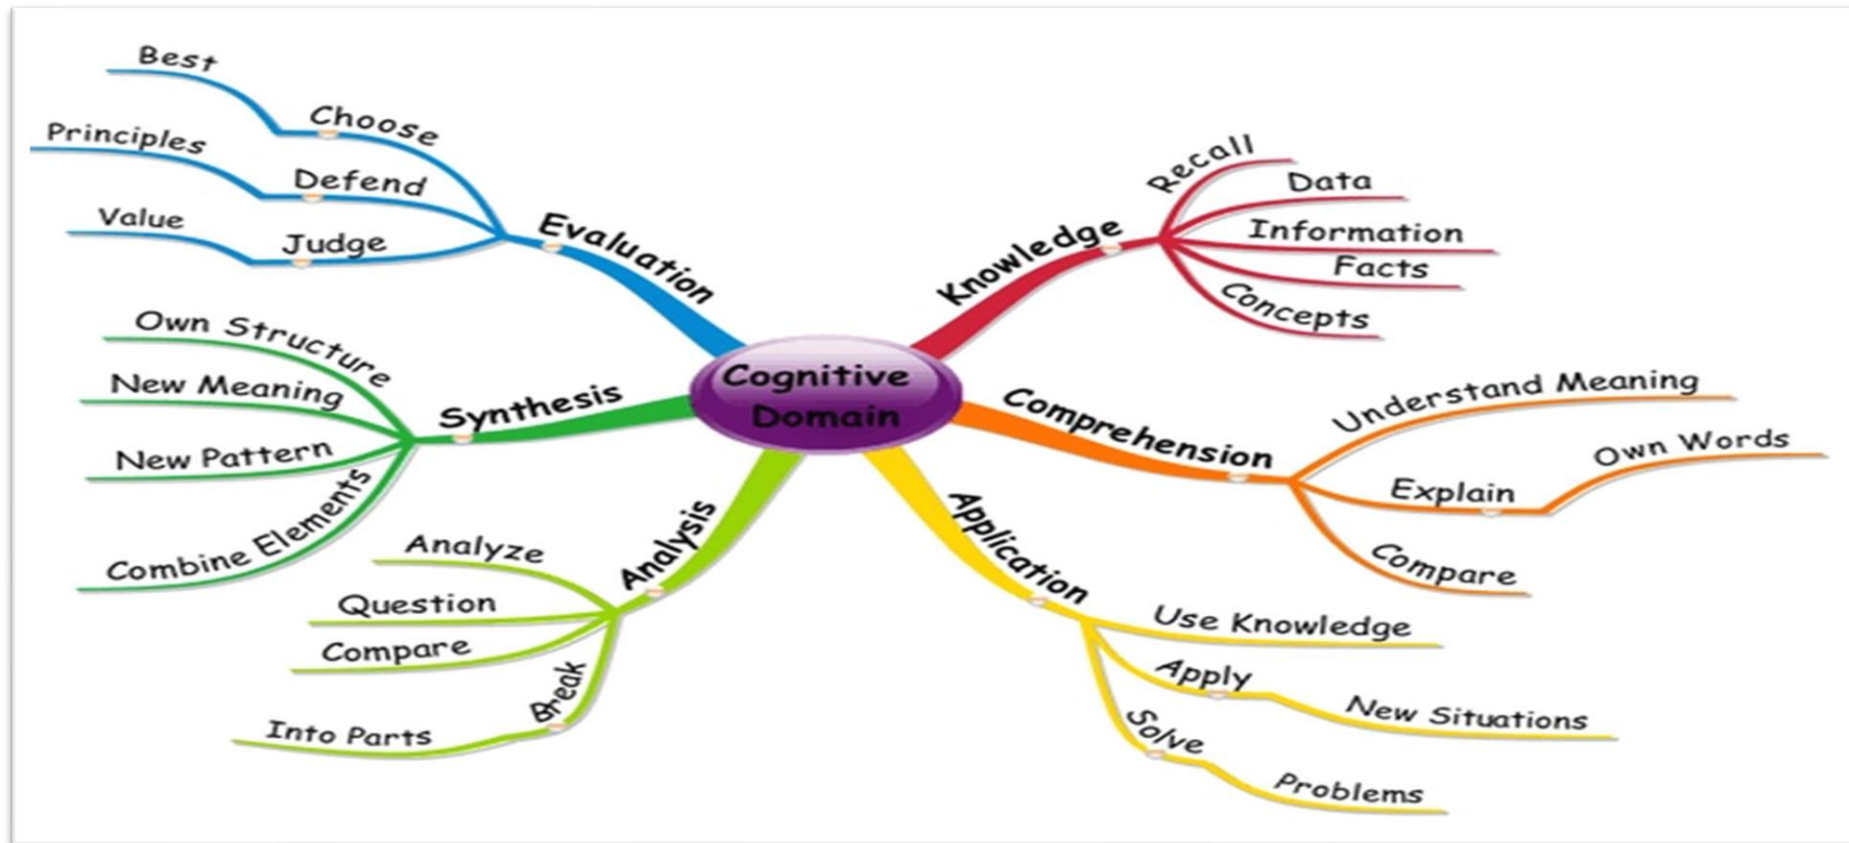 Cognitive
Domain
Knowledge
Recall
Data
Information
Facts
Concepts
Comprehension
Understand Meaning
Explain
Own Words
Compare
Application
Use Knowledge
Apply
New Situations
Solve
Problems
Analysis
Analyze
Question
Compare
Break
Into Parts
Synthesis
Own Structure
New Meaning
New Pattern
Combine Elements
Evaluation
Choose
Best
Defend
Principles
Judge
Value